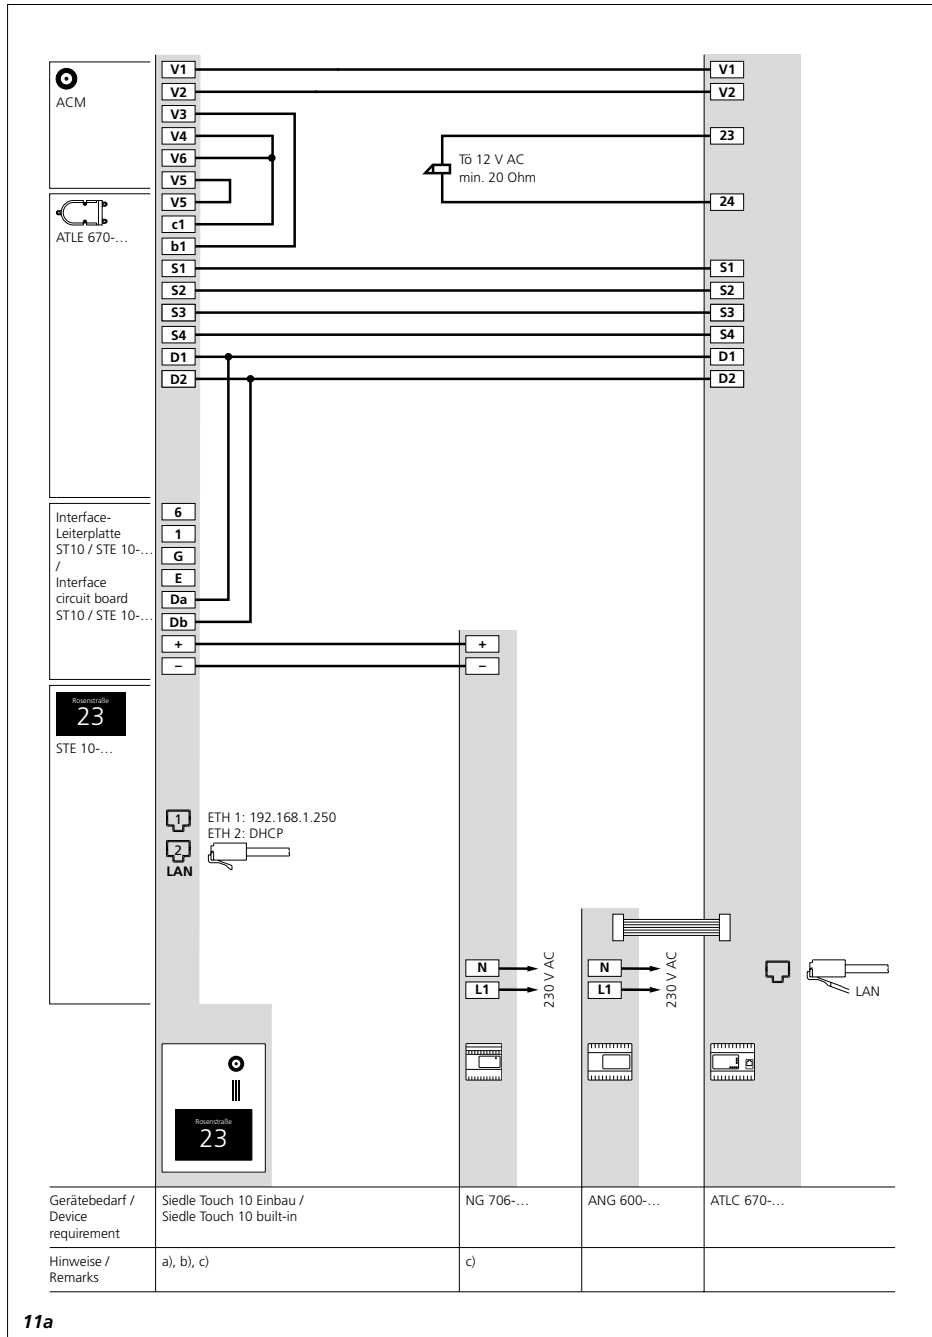 V1
V1
ACM
V2
V2
V3
V4
23
V6
Tö 12 V AC
min. 20 Ohm
V5
V5
24
c1
ATLE 670-…
b1
S1
S1
S2
S2
S3
S3
S4
S4
D1
D1
D2
D2
Interface-
Leiterplatte
ST10 / STE 10-…
/
Interface
circuit board
ST10 / STE 10-…
6
1
G
E
Da
Db
+
+
–
–
Rosenstraße
23
STE 10-…
1
ETH 1: 192.168.1.250
ETH 2: DHCP
2
LAN
N
L1
230 V AC
N
L1
230 V AC
LAN
Rosenstraße
23
Gerätebedarf /
Device
requirement
Siedle Touch 10 Einbau /
Siedle Touch 10 built-in
NG 706-…
ANG 600-…
ATLC 670-…
Hinweise /
Remarks
a), b), c)
c)
11a